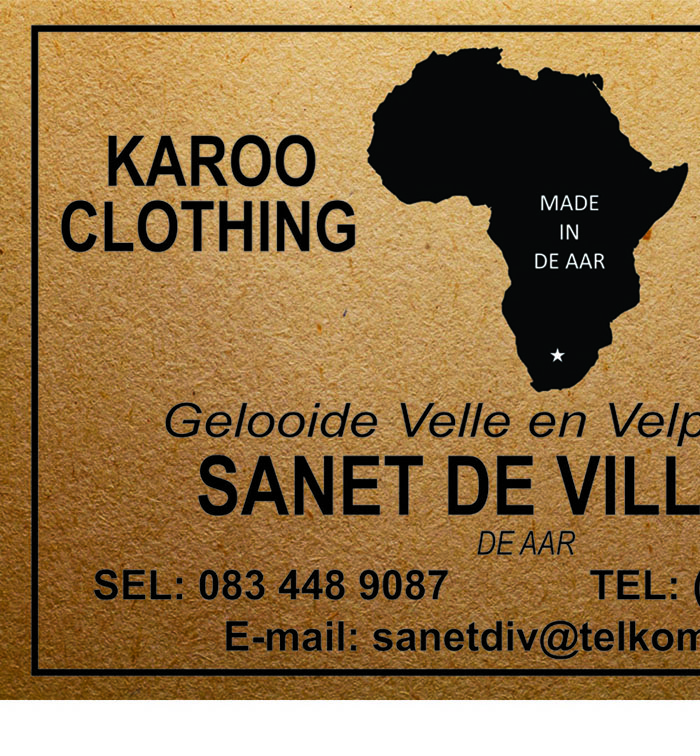 KAROO
CLOTHING
MADE
IN
DE AAR
Gelooide Velle en Velp
SANET DE VILL
DE AAR
SEL: 083 448 9087 TEL: (
E-mail: sanetdiv@telkom